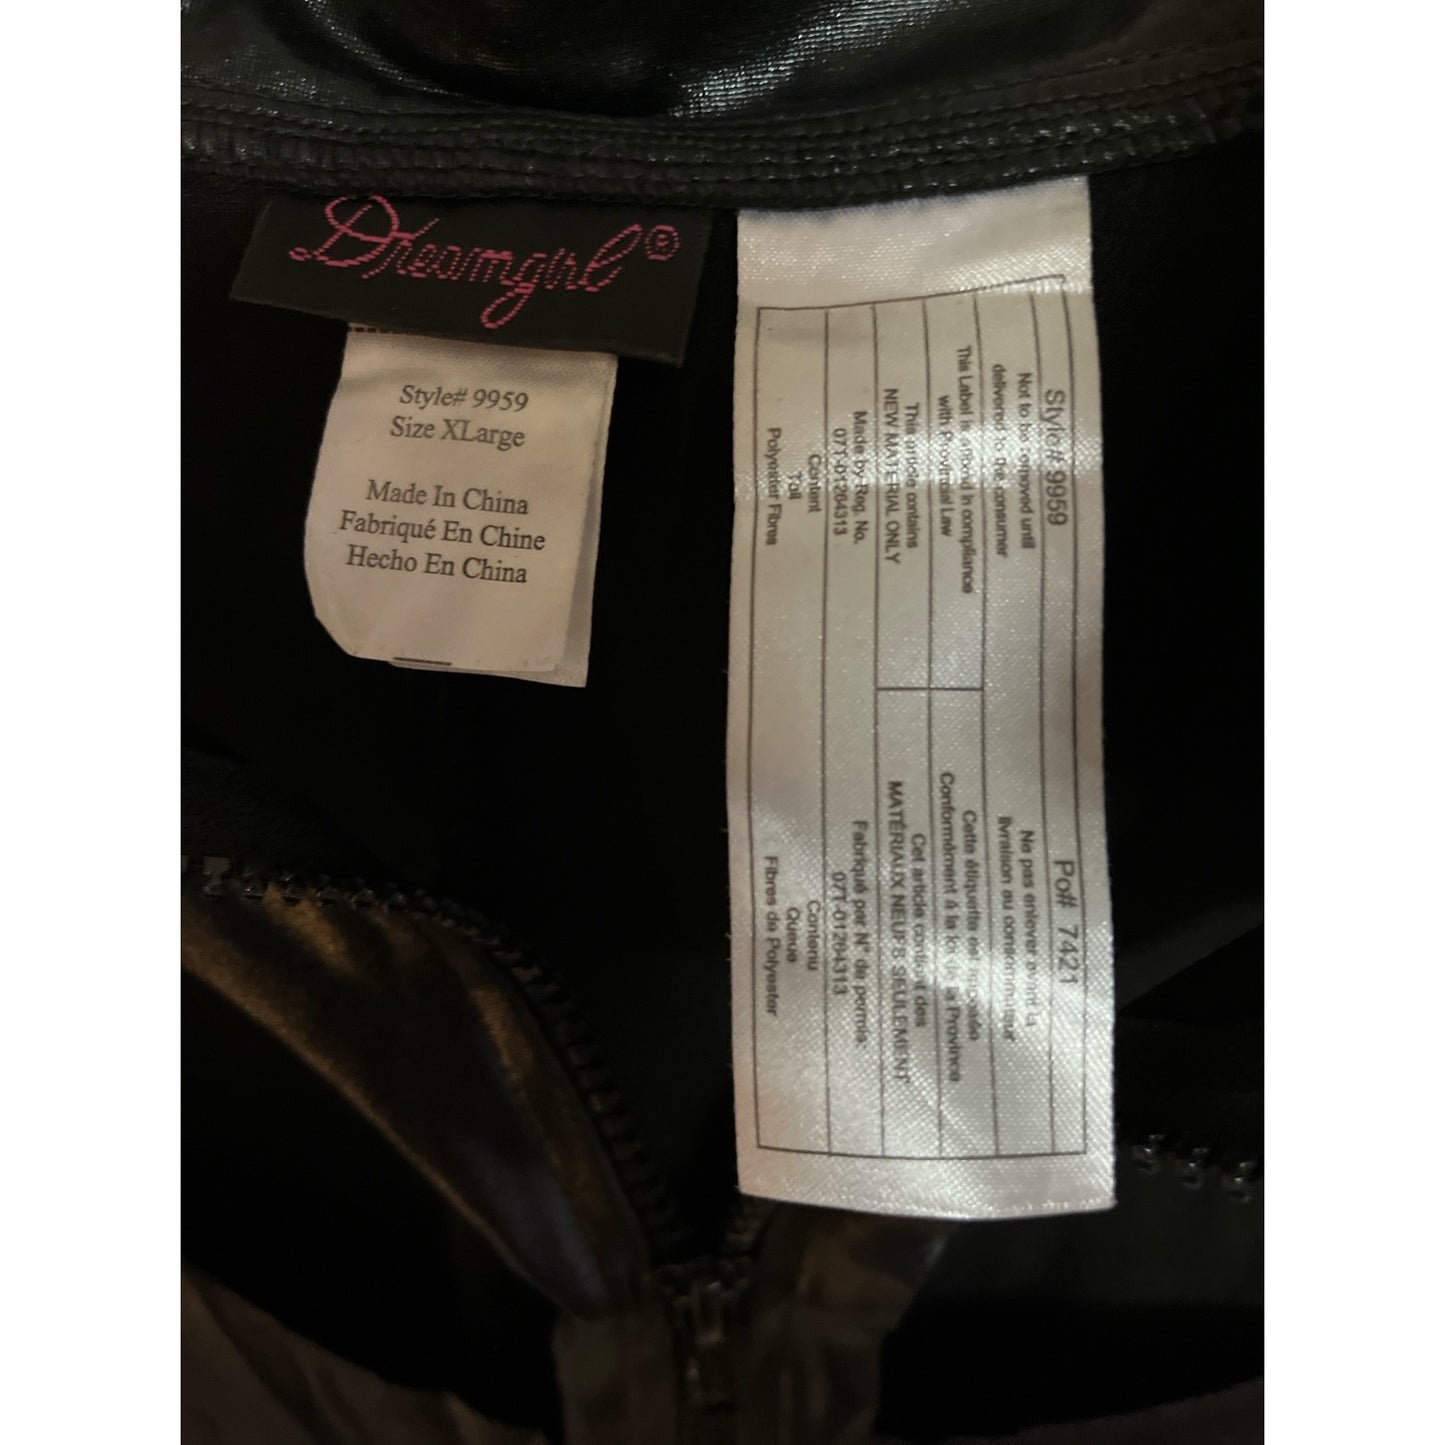 Dreamgirl®
Style# 9959
Size XLarge
Made In China
Fabriqué En Chine
Hecho En China
Style# 9959
Po# 7421
Not to be removed until
delivered to the consumer
Ne pas enlever avant la
livraison au consommateur
This Label is affixed in compliance
with Provincial Law
Cette étiquette est apposée
Conformément à la loi de la Province
This article contains
NEW MATERIAL ONLY
Cet article contient des
MATÉRIAUX NEUFS SEULEMENT
Made by Reg. No.
07T-01264313
Fabriqué par N° de permis:
07T-01264313
Content
Tail
Polyester Fibres
Contenu
Queue
Fibres de Polyester